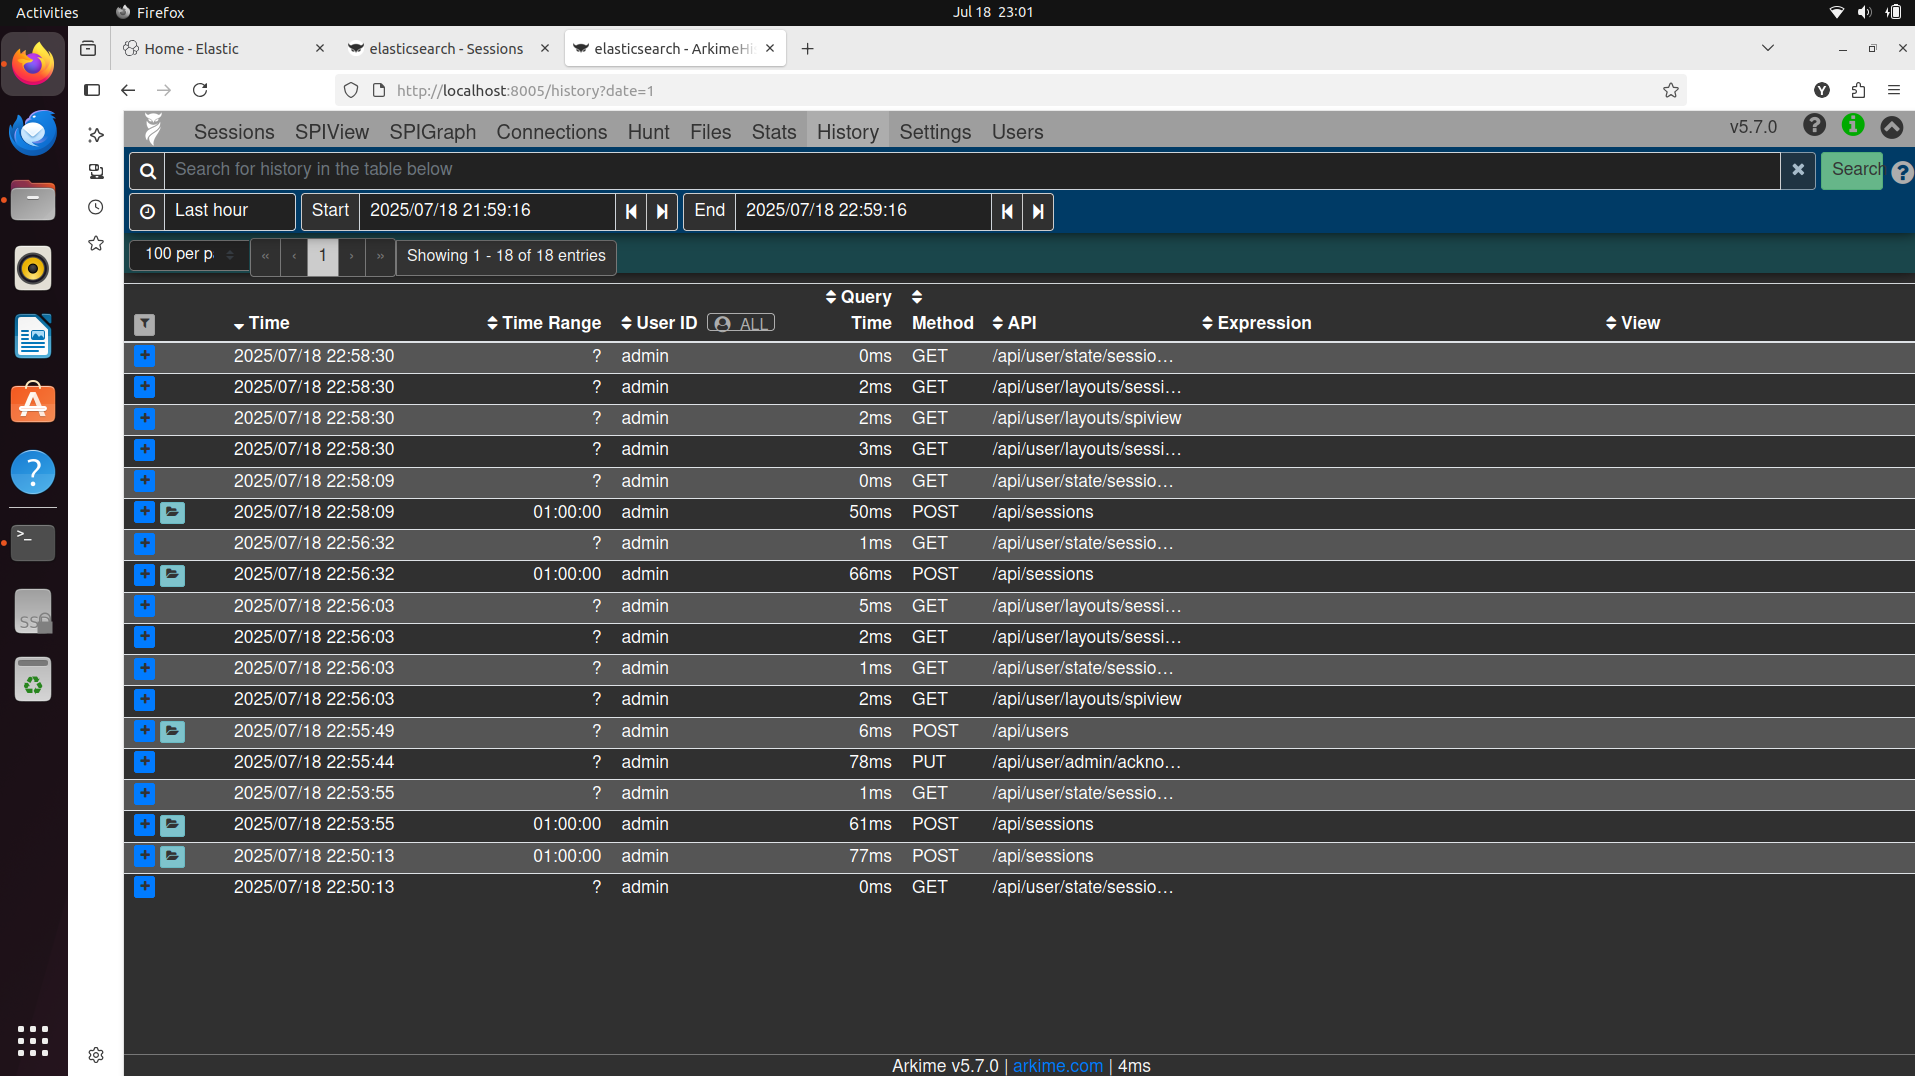 Activities Firefox Jul 18 23:01
Home - Elastic elasticsearch - Sessions elasticsearch - ArkimeHi
http://localhost:8005/history?date=1
Sessions SPIView SPIGraph Connections Hunt Files Stats History Settings Users v5.7.0
Search for history in the table below Search
Last hour Start 2025/07/18 21:59:16 End 2025/07/18 22:59:16
100 per p « ‹ 1 › » Showing 1 - 18 of 18 entries
Time Time Range User ID ALL Query Time Method API Expression View
2025/07/18 22:58:30 ? admin 0ms GET /api/user/state/sessio…
2025/07/18 22:58:30 ? admin 2ms GET /api/user/layouts/sessi…
2025/07/18 22:58:30 ? admin 2ms GET /api/user/layouts/spiview
2025/07/18 22:58:30 ? admin 3ms GET /api/user/layouts/sessi…
2025/07/18 22:58:09 ? admin 0ms GET /api/user/state/sessio…
2025/07/18 22:58:09 01:00:00 admin 50ms POST /api/sessions
2025/07/18 22:56:32 ? admin 1ms GET /api/user/state/sessio…
2025/07/18 22:56:32 01:00:00 admin 66ms POST /api/sessions
2025/07/18 22:56:03 ? admin 5ms GET /api/user/layouts/sessi…
2025/07/18 22:56:03 ? admin 2ms GET /api/user/layouts/sessi…
2025/07/18 22:56:03 ? admin 1ms GET /api/user/state/sessio…
2025/07/18 22:56:03 ? admin 2ms GET /api/user/layouts/spiview
2025/07/18 22:55:49 ? admin 6ms POST /api/users
2025/07/18 22:55:44 ? admin 78ms PUT /api/user/admin/ackno…
2025/07/18 22:53:55 ? admin 1ms GET /api/user/state/sessio…
2025/07/18 22:53:55 01:00:00 admin 61ms POST /api/sessions
2025/07/18 22:50:13 01:00:00 admin 77ms POST /api/sessions
2025/07/18 22:50:13 ? admin 0ms GET /api/user/state/sessio…
Arkime v5.7.0 | arkime.com | 4ms